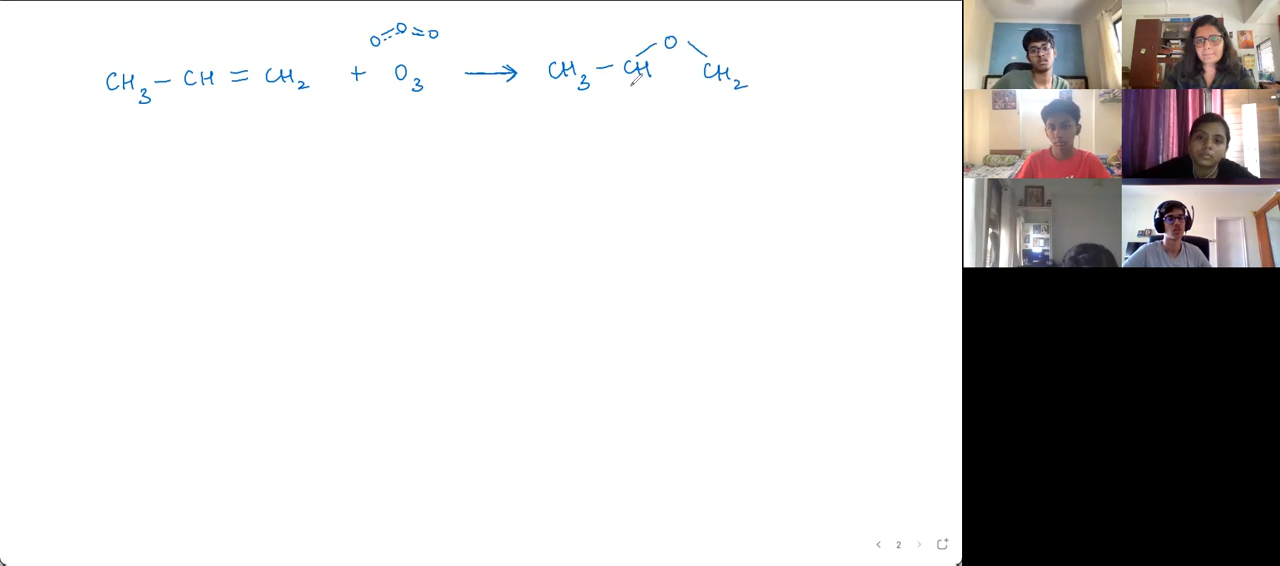 O O = O
CH3 — CH = CH2 + O3 → CH3 — CH O CH2
2